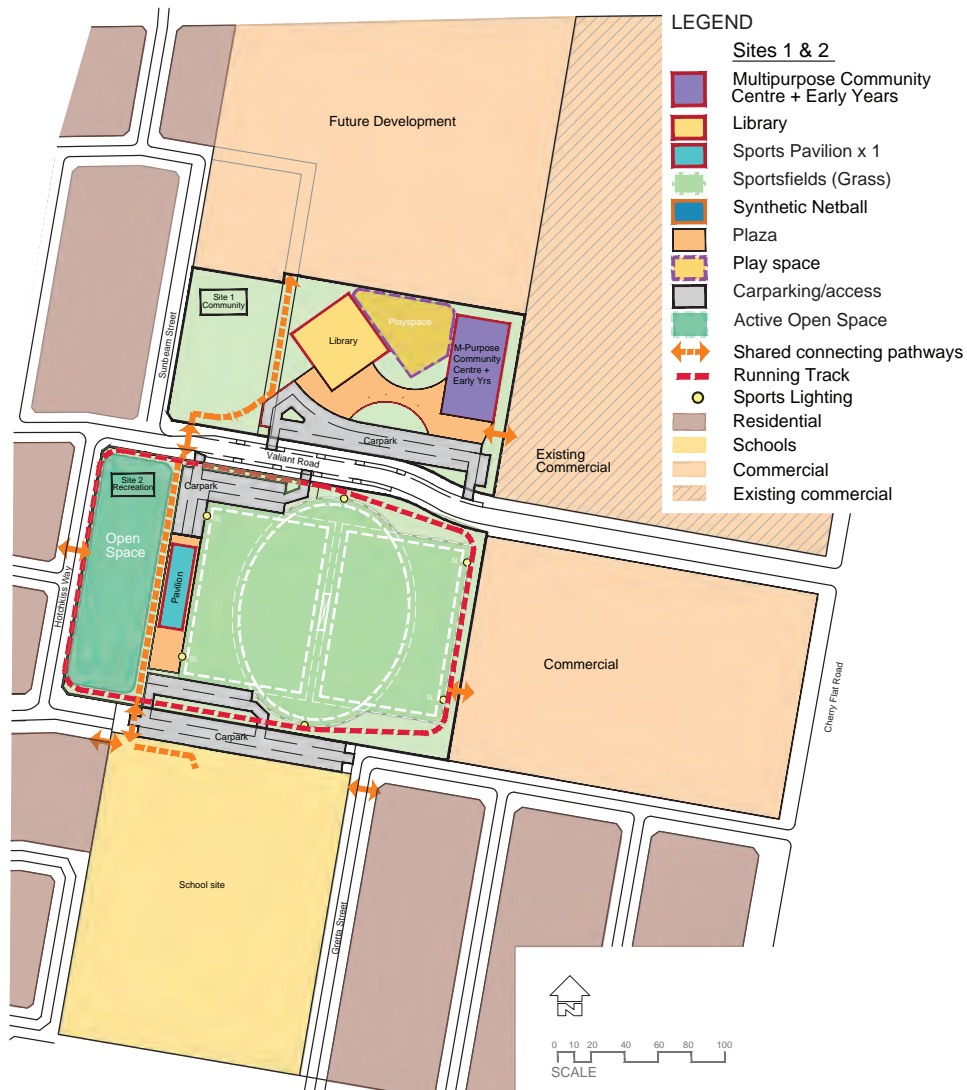 LEGEND
Sites 1 & 2
Multipurpose Community
Centre + Early Years
Library
Sports Pavilion x 1
Sportsfields (Grass)
Synthetic Netball
Plaza
Play space
Carparking/access
Active Open Space
Shared connecting pathways
Running Track
Sports Lighting
Residential
Schools
Commercial
Existing commercial
Future Development
Site 1
Community
Sunbeam Street
Library
Playspace
M-Purpose
Community
Centre +
Early Yrs
Carpark
Valiant Road
Existing
Commercial
Site 2
Recreation
Carpark
Open
Space
Hotchkiss Way
Pavilion
Commercial
Cherry Flat Road
Carpark
School site
Gretta Street
N
0 10 20 40 60 80 100
SCALE